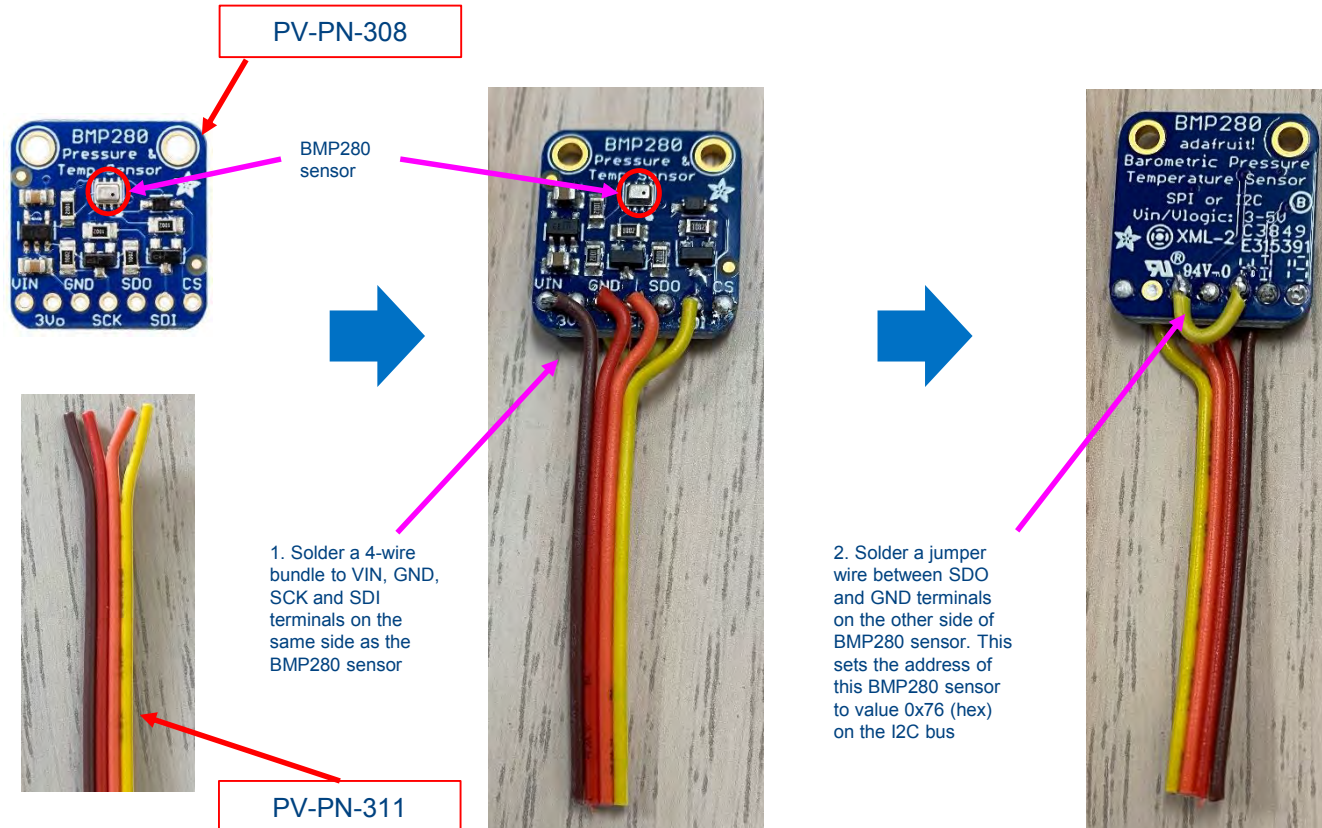 PV-PN-308
BMP280
Pressure &
Temp Sensor
VIN GND SDO CS
3Vo SCK SDI
BMP280
sensor
BMP280
Pressure &
Temp Sensor
VIN GND SDO CS
BMP280
adafruit!
Barometric Pressure
Temperature Sensor
SPI or I2C
Vin/Vlogic: 3-5V
B
XML-2
C3849
E315391
94V-0
1. Solder a 4-wire
bundle to VIN, GND,
SCK and SDI
terminals on the
same side as the
BMP280 sensor
2. Solder a jumper
wire between SDO
and GND terminals
on the other side of
BMP280 sensor. This
sets the address of
this BMP280 sensor
to value 0x76 (hex)
on the I2C bus
PV-PN-311